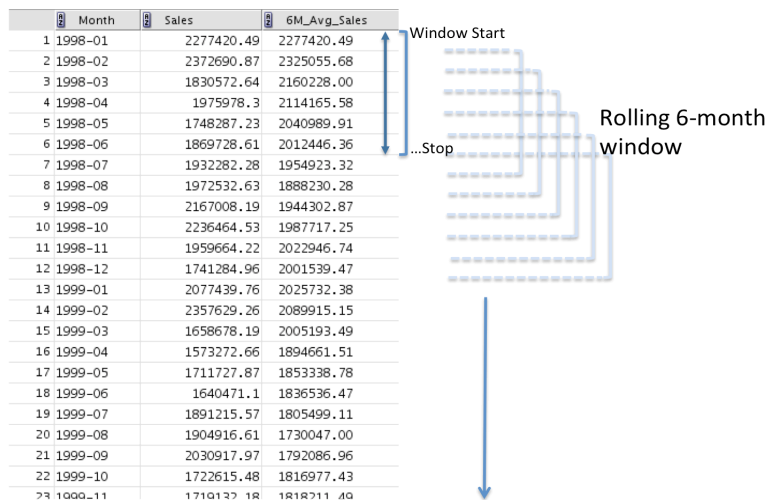 Month Sales 6M_Avg_Sales
1 1998-01 2277420.49 2277420.49
2 1998-02 2372690.87 2325055.68
3 1998-03 1830572.64 2160228.00
4 1998-04 1975978.3 2114165.58
5 1998-05 1748287.23 2040989.91
6 1998-06 1869728.61 2012446.36
7 1998-07 1932282.28 1954923.32
8 1998-08 1972532.63 1888230.28
9 1998-09 2167008.19 1944302.87
10 1998-10 2236464.53 1987717.25
11 1998-11 1959664.22 2022946.74
12 1998-12 1741284.96 2001539.47
13 1999-01 2077439.76 2025732.38
14 1999-02 2357629.26 2089915.15
15 1999-03 1658678.19 2005193.49
16 1999-04 1573272.66 1894661.51
17 1999-05 1711727.87 1853338.78
18 1999-06 1640471.1 1836536.47
19 1999-07 1891215.57 1805499.11
20 1999-08 1904916.61 1730047.00
21 1999-09 2030917.97 1792086.96
22 1999-10 1722615.48 1816977.43
23 1999-11 1719132.18 1818211.49
Window Start
...Stop
Rolling 6-month
window